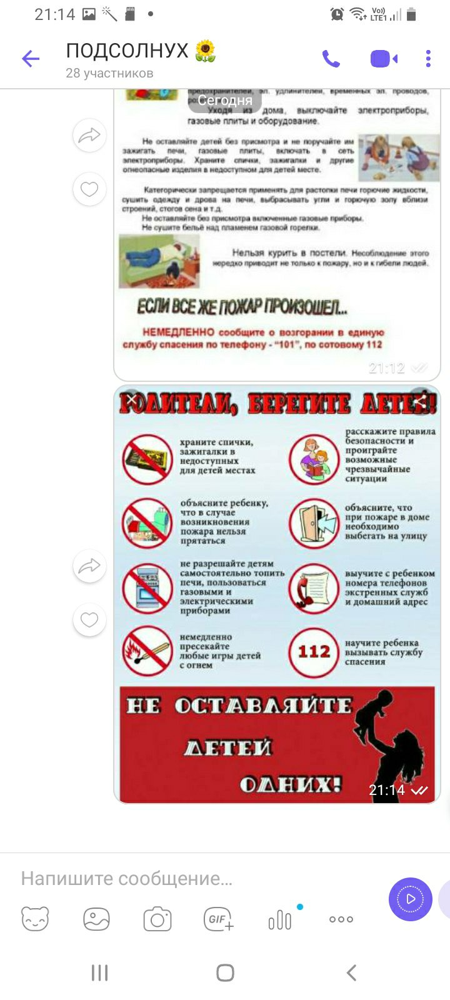 21:14
Vo))
LTE1
ПОДСОЛНУХ
28 участников
предохранителей, эл. удлинителей, временных эл. проводов,
Сегодня
Уходя из дома, выключайте электроприборы,
газовые плиты и оборудование.
Не оставляйте детей без присмотра и не поручайте им
зажигать печи, газовые плиты, включать в сеть
электроприборы. Храните спички, зажигалки и другие
огнеопасные изделия в недоступном для детей месте.
Категорически запрещается применять для растопки печи горючие жидкости,
сушить одежду и дрова на печи, выбрасывать угли и горючую золу вблизи
строений, стогов сена и т.д.
Не оставляйте без присмотра включенные газовые приборы.
Не сушите бельё над пламенем газовой горелки.
Нельзя курить в постели. Несоблюдение этого
нередко приводит не только к пожару, но и к гибели людей.
ЕСЛИ ВСЕ ЖЕ ПОЖАР ПРОИЗОШЕЛ...
НЕМЕДЛЕННО сообщите о возгорании в единую
службу спасения по телефону - “101”, по сотовому 112
21:12
РОДИТЕЛИ, БЕРЕГИТЕ ДЕТЕЙ!
храните спички,
зажигалки в
недоступных
для детей местах
расскажите правила
безопасности и
проиграйте
возможные
чрезвычайные
ситуации
объясните ребенку,
что в случае
возникновения
пожара нельзя
прятаться
объясните, что
при пожаре в доме
необходимо
выбегать на улицу
не разрешайте детям
самостоятельно топить
печи, пользоваться
газовыми и
электрическими
приборами
выучите с ребенком
номера телефонов
экстренных служб
и домашний адрес
немедленно
пресекайте
любые игры детей
с огнем
112
научите ребенка
вызывать службу
спасения
НЕ ОСТАВЛЯЙТЕ
ДЕТЕЙ
ОДНИХ!
21:14
Напишите сообщение...
GIF